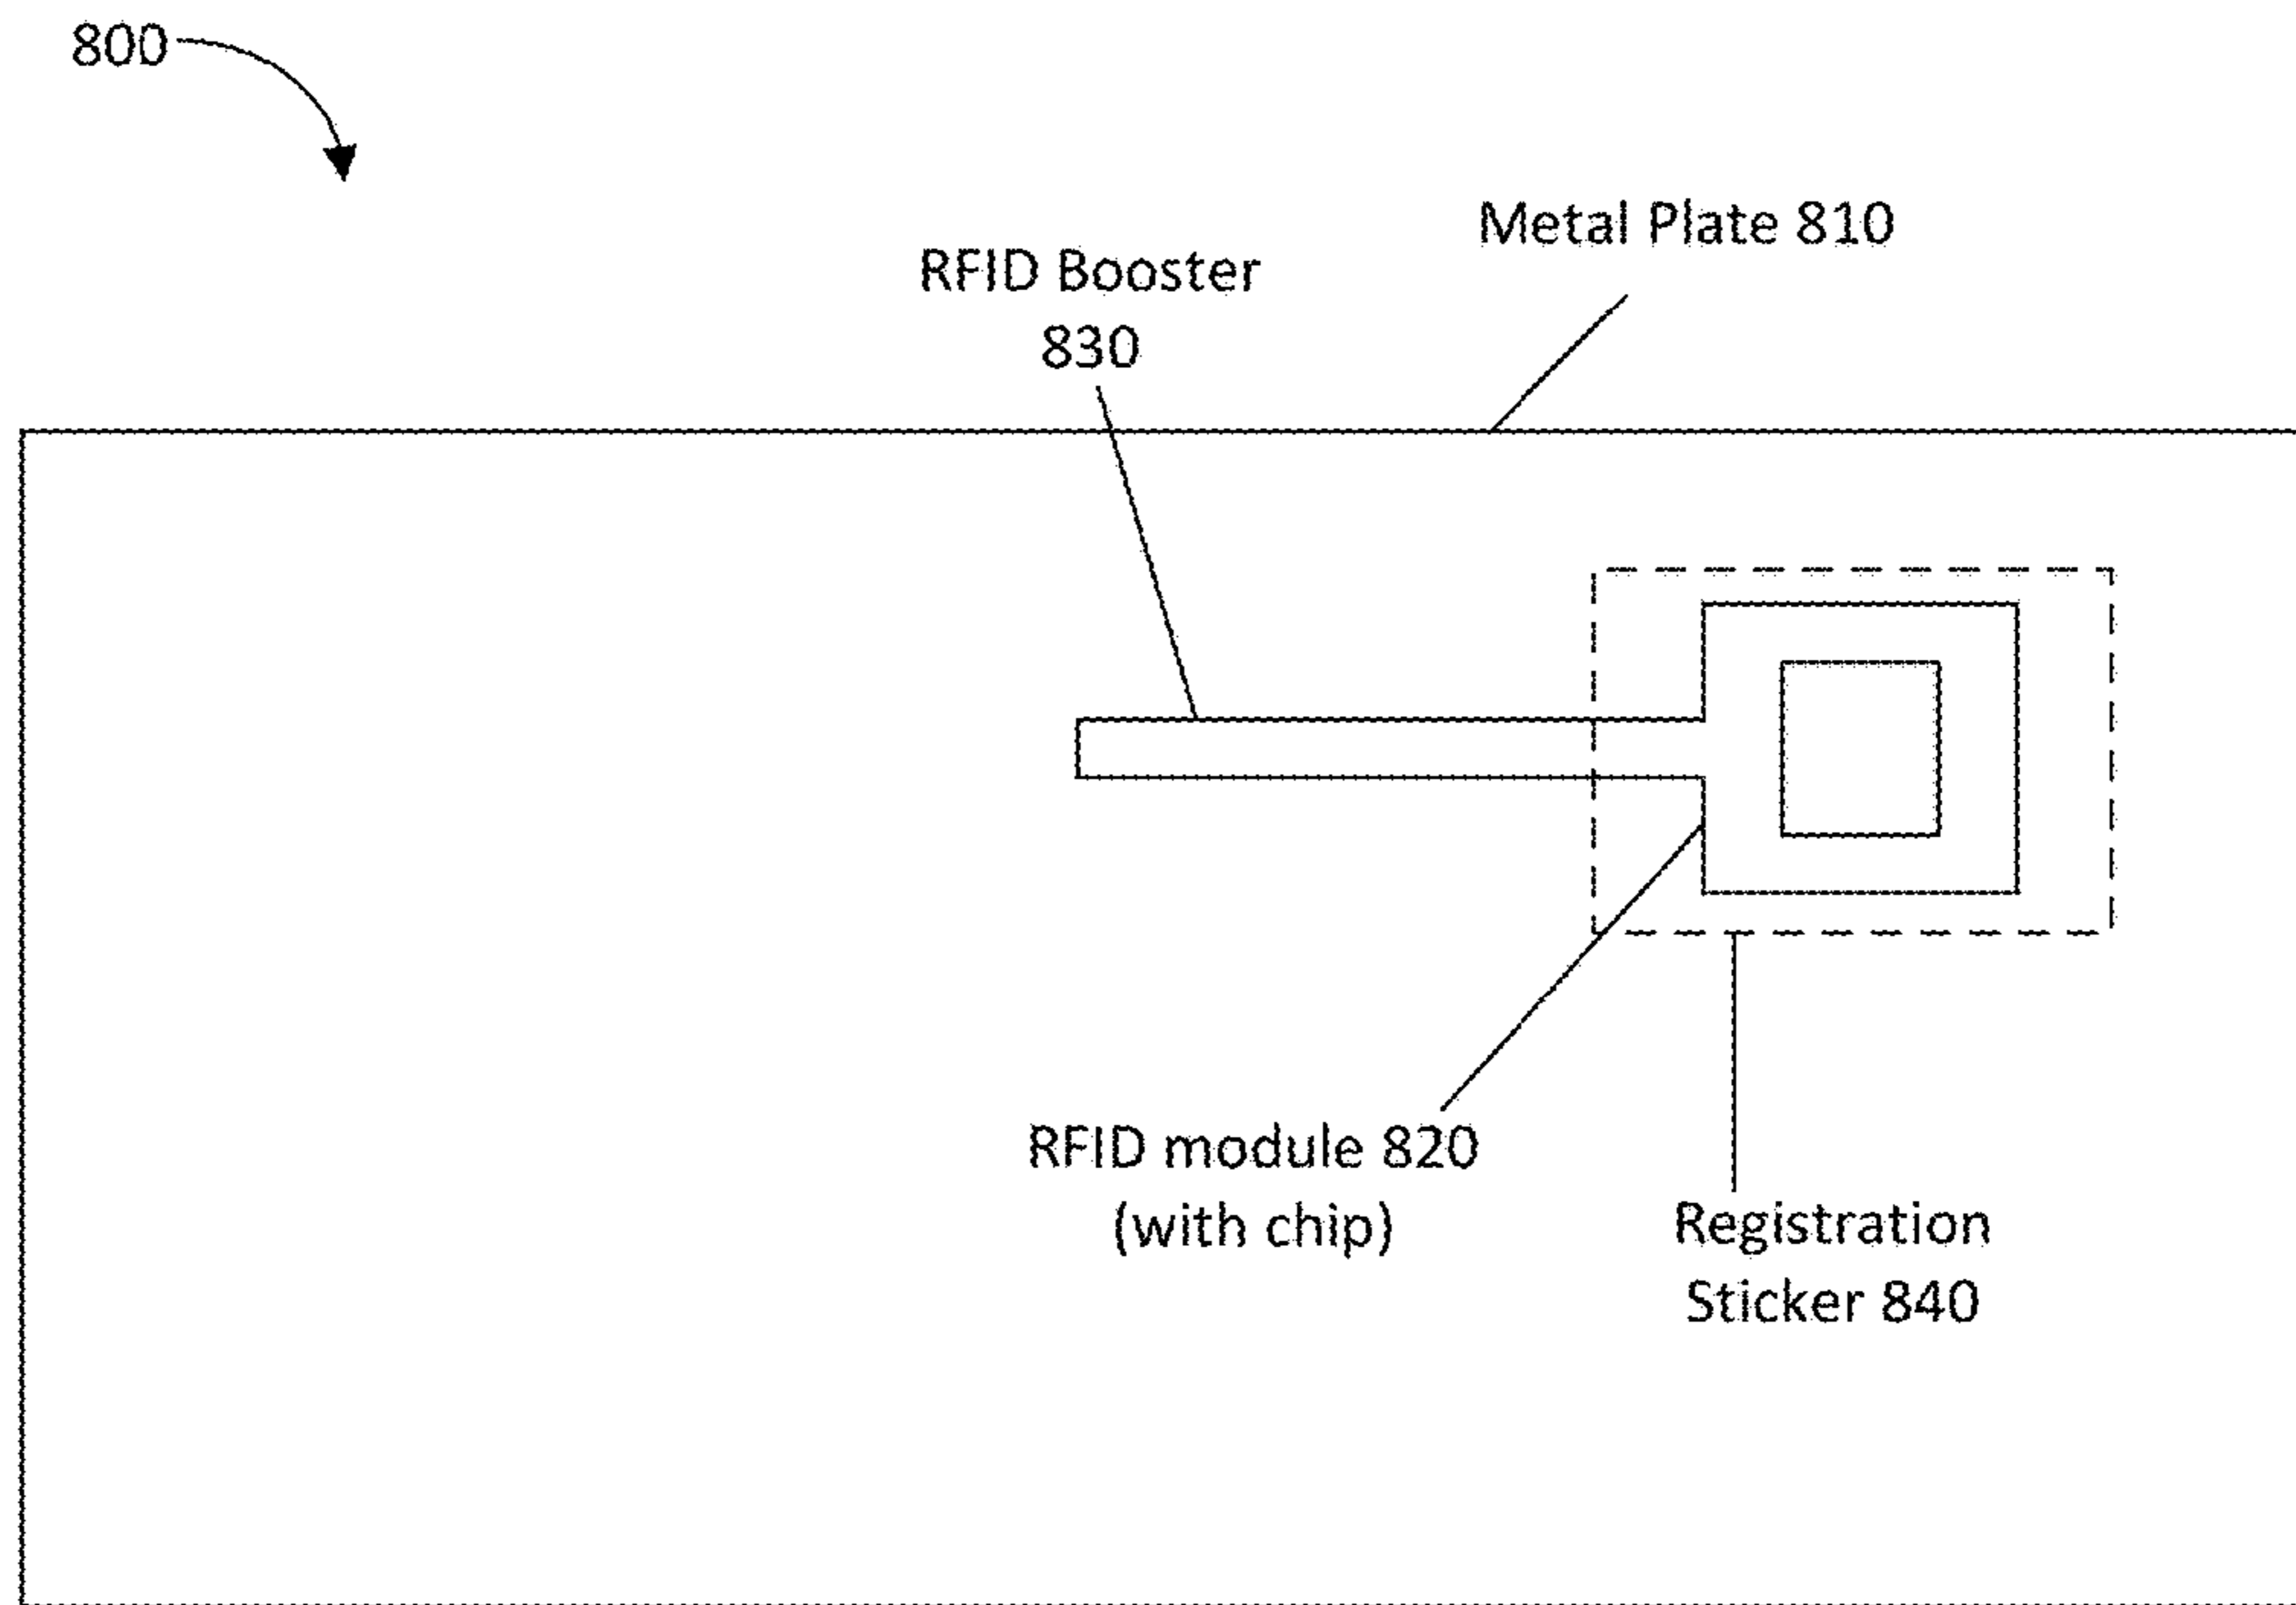 800
Metal Plate 810
RFID Booster
830
RFID module 820
(with chip)
Registration
Sticker 840